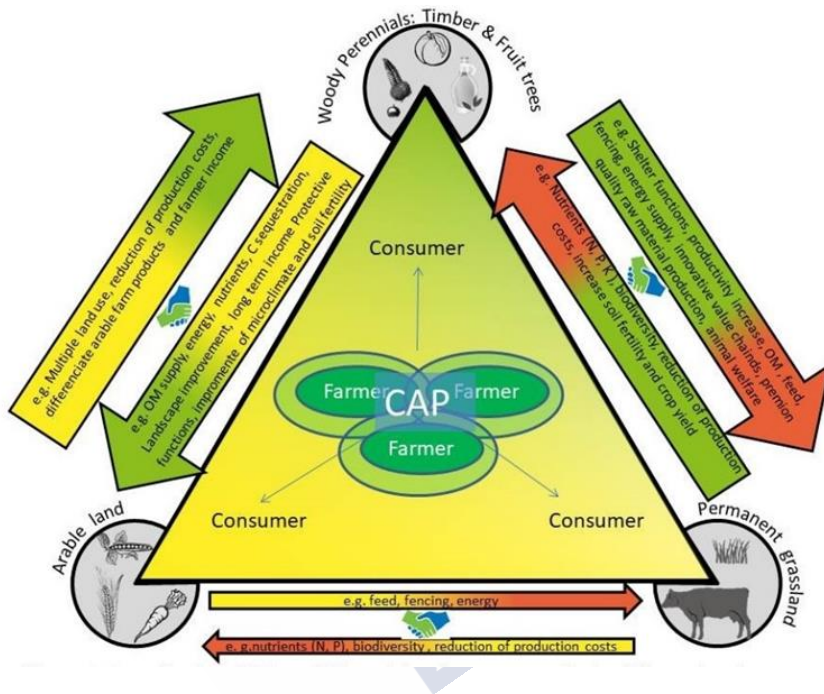 Woody Perennials: Timber & Fruit trees
e.g. Multiple land use, reduction of production costs,
differenciate arable farm products and farmer income
e.g. OM supply, energy, nutrients, C sequestration,
Landscape improvement, long term income Protective
functions, impromente of microclimate and soil fertility
e.g. Shelter functions, productivity increase, OM, feed,
fencing, energy supply, innovative value chainds, premion
quality raw material production, animal welfare
e.g. Nutrients (N, P, K), biodiversity, reduction of production
costs, increase soil fertility and crop yield
Consumer
Farmer
CAP
Farmer
Farmer
Consumer
Consumer
Arable land
Permanent grassland
e.g. feed, fencing, energy
e. g.nutrients (N, P), biodiversity, reduction of production costs